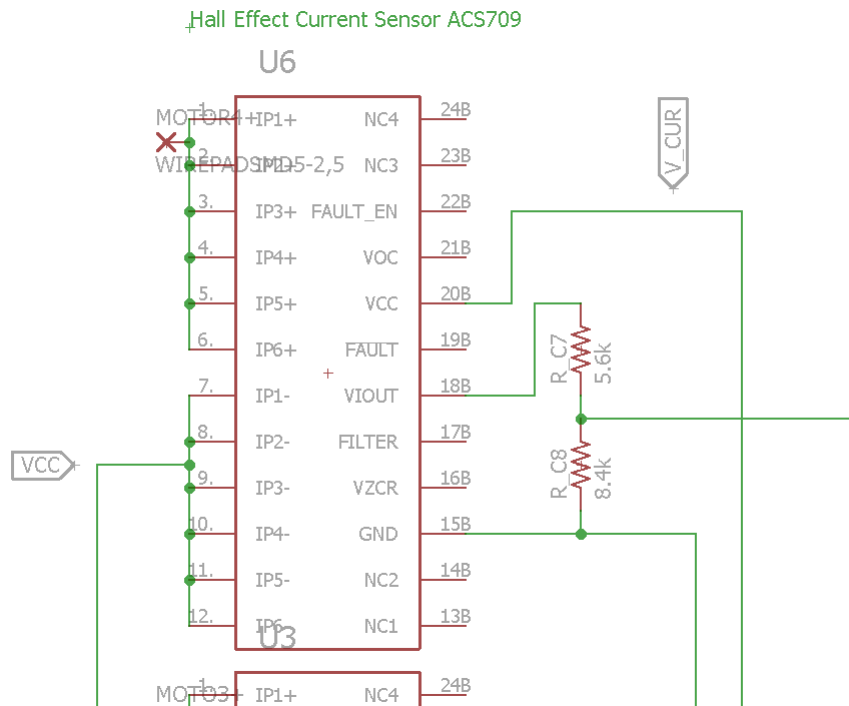 Hall Effect Current Sensor ACS709
U6
MOTOR4+
WIREPADSMD5-2,5
1. IP1+ NC4 24B
2. IP2+ NC3 23B
3. IP3+ FAULT_EN 22B
4. IP4+ VOC 21B
5. IP5+ VCC 20B
6. IP6+ FAULT 19B
7. IP1- VIOUT 18B
8. IP2- FILTER 17B
9. IP3- VZCR 16B
10. IP4- GND 15B
11. IP5- NC2 14B
12. IP6- NC1 13B
V_CUR
R_C7
5.6k
R_C8
8.4k
VCC
U3
MOTO3+
1. IP1+ NC4 24B